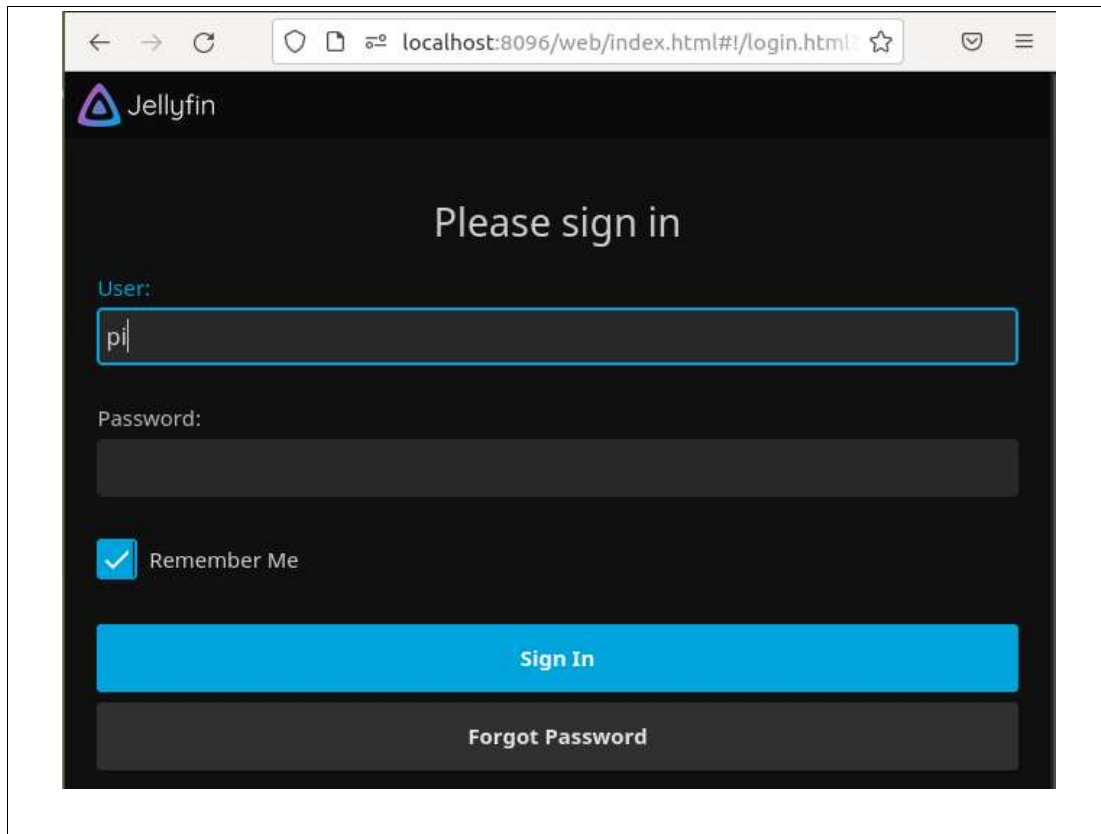 localhost:8096/web/index.html#!/login.html
Jellyfin
Please sign in
User:
pi
Password:
Remember Me
Sign In
Forgot Password